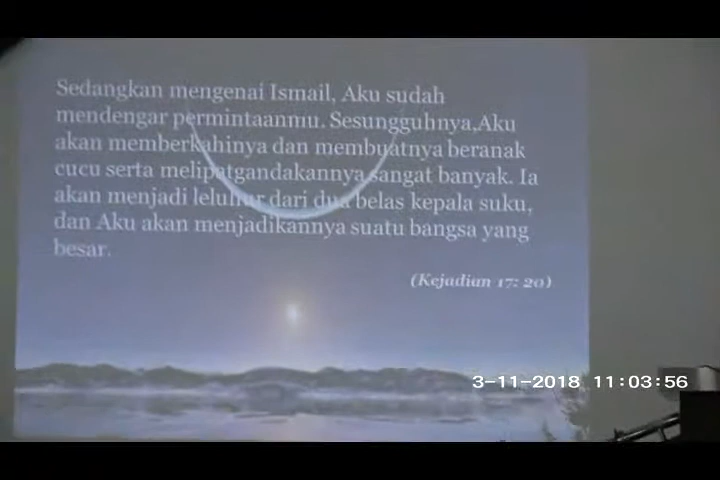 Sedangkan mengenai Ismail, Aku sudah
mendengar permintaanmu. Sesungguhnya,Aku
akan memberkahinya dan membuatnya beranak
cucu serta melipatgandakannya sangat banyak. Ia
akan menjadi leluhur dari dua belas kepala suku,
dan Aku akan menjadikannya suatu bangsa yang
besar.
(Kejadian 17: 20)
3-11-2018 11:03:56